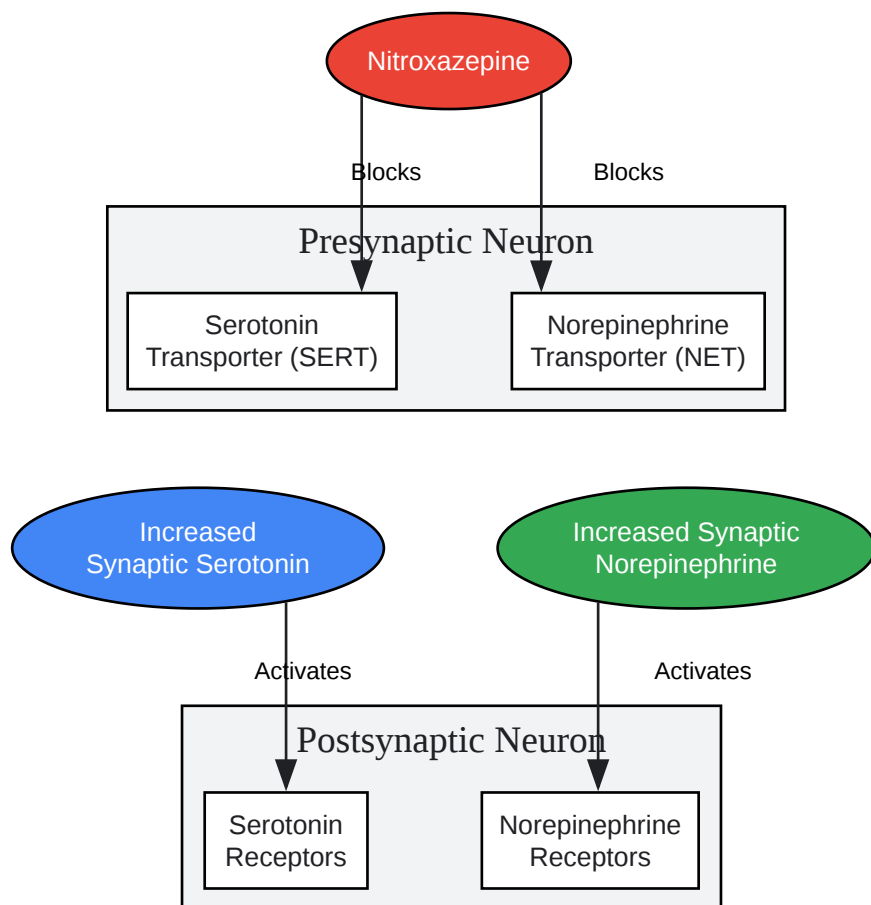 Nitroxazepine
Blocks
Blocks
Presynaptic Neuron
Serotonin
Transporter (SERT)
Norepinephrine
Transporter (NET)
Increased
Synaptic Serotonin
Increased Synaptic
Norepinephrine
Activates
Activates
Postsynaptic Neuron
Serotonin
Receptors
Norepinephrine
Receptors